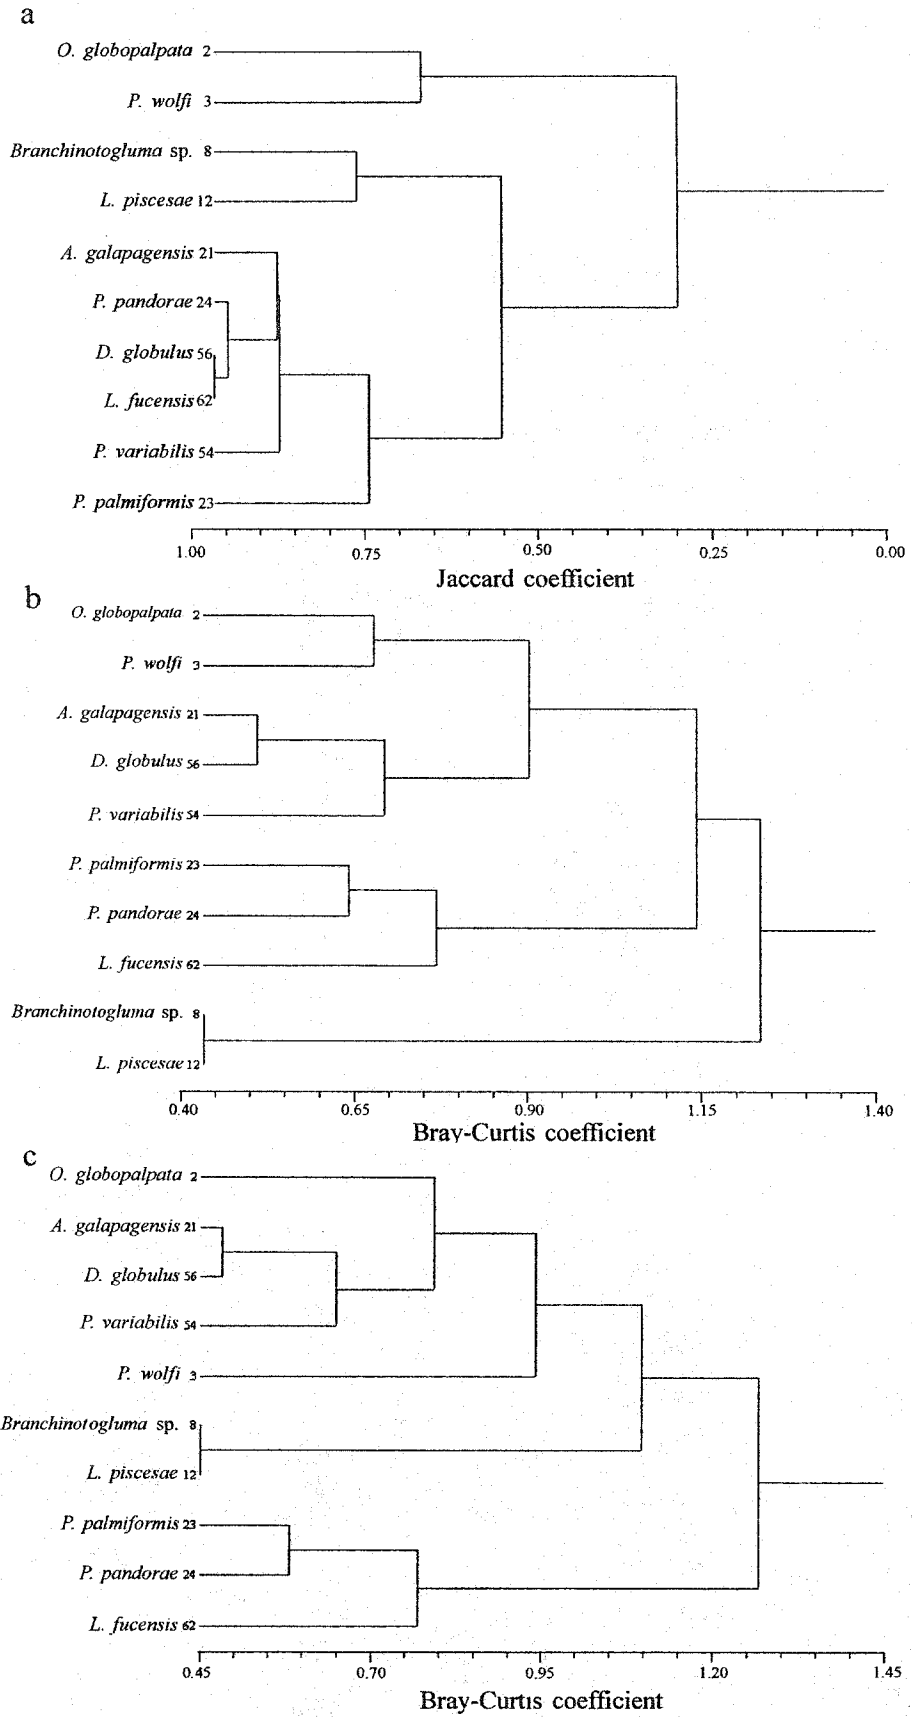 a
O. globopalpata 2
P. wolfi 3
Branchinotogluma sp. 8
L. piscesae 12
A. galapagensis 21
P. pandorae 24
D. globulus 56
L. fucensis 62
P. variabilis 54
P. palmiformis 23
1.00 0.75 0.50 0.25 0.00
Jaccard coefficient
b
O. globopalpata 2
P. wolfi 3
A. galapagensis 21
D. globulus 56
P. variabilis 54
P. palmiformis 23
P. pandorae 24
L. fucensis 62
Branchinotogluma sp. 8
L. piscesae 12
0.40 0.65 0.90 1.15 1.40
Bray-Curtis coefficient
c
O. globopalpata 2
A. galapagensis 21
D. globulus 56
P. variabilis 54
P. wolfi 3
Branchinotogluma sp. 8
L. piscesae 12
P. palmiformis 23
P. pandorae 24
L. fucensis 62
0.45 0.70 0.95 1.20 1.45
Bray-Curtis coefficient